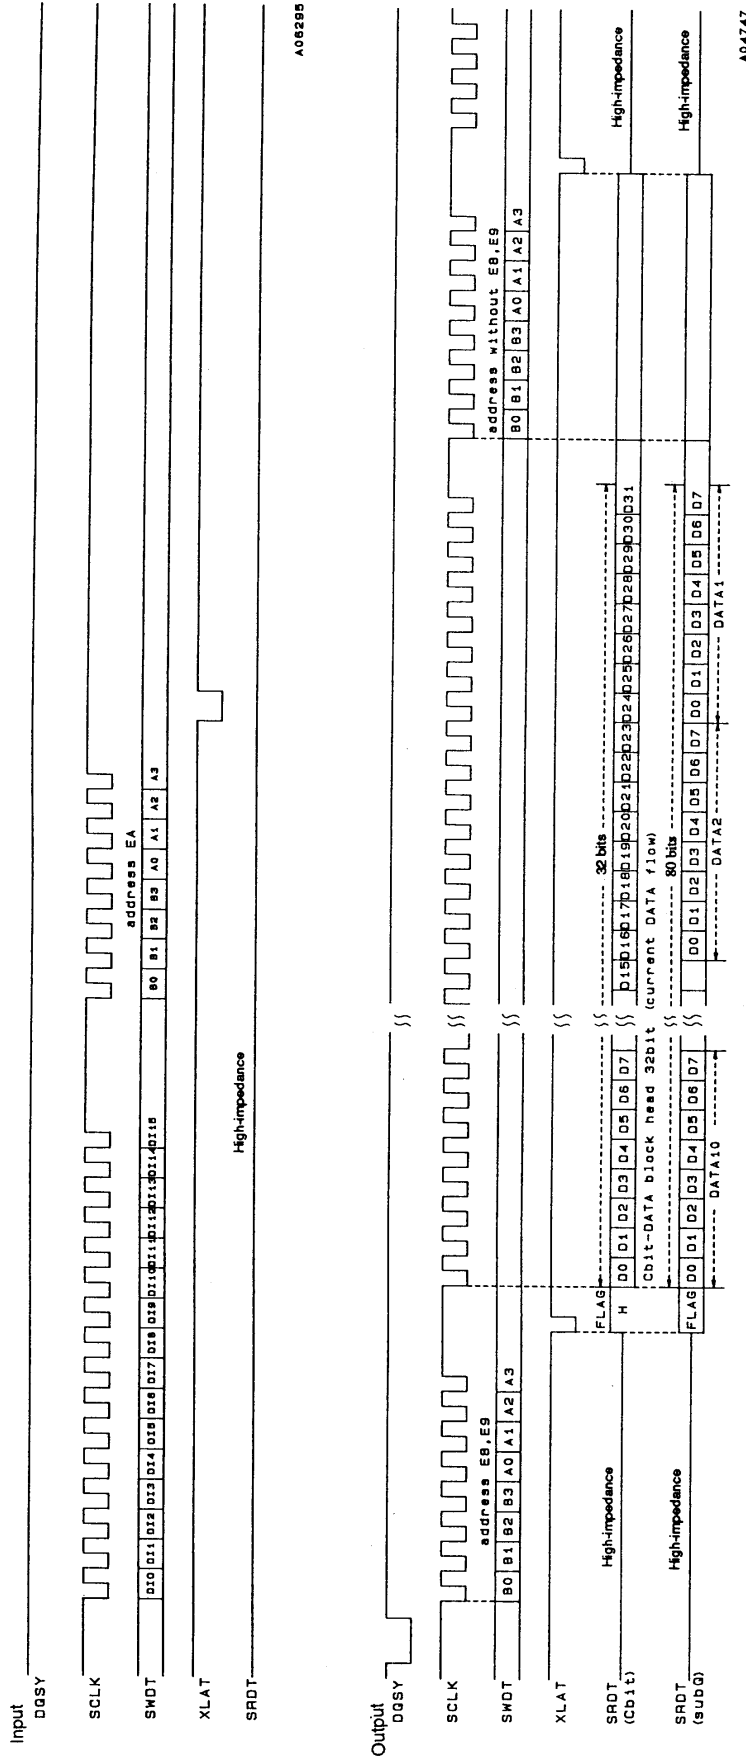 Input
DQSY
SCLK
SWDT
DI0 DI1 DI2 DI3 DI4 DI5 DI6 DI7 DI8 DI9 DI10 DI11 DI12 DI13 DI14 DI15
address EA
B0 B1 B2 B3 A0 A1 A2 A3
XLAT
SRDT
High-impedance
A06295
Output
DQSY
SCLK
address E8,E9
address without E8,E9
SWDT
B0 B1 B2 B3 A0 A1 A2 A3
B0 B1 B2 B3 A0 A1 A2 A3
XLAT
FLAG
32 bits
SRDT
(Cbit)
High-impedance
H
D0 D1 D2 D3 D4 D5 D6 D7
D15 D16 D17 D18 D19 D20 D21 D22 D23 D24 D25 D26 D27 D28 D29 D30 D31
High-impedance
Cbit-DATA block head 32bit (current DATA flow)
80 bits
SRDT
(subQ)
High-impedance
FLAG
D0 D1 D2 D3 D4 D5 D6 D7
D0 D1 D2 D3 D4 D5 D6 D7
D0 D1 D2 D3 D4 D5 D6 D7
High-impedance
DATA10
DATA2
DATA1
A04747